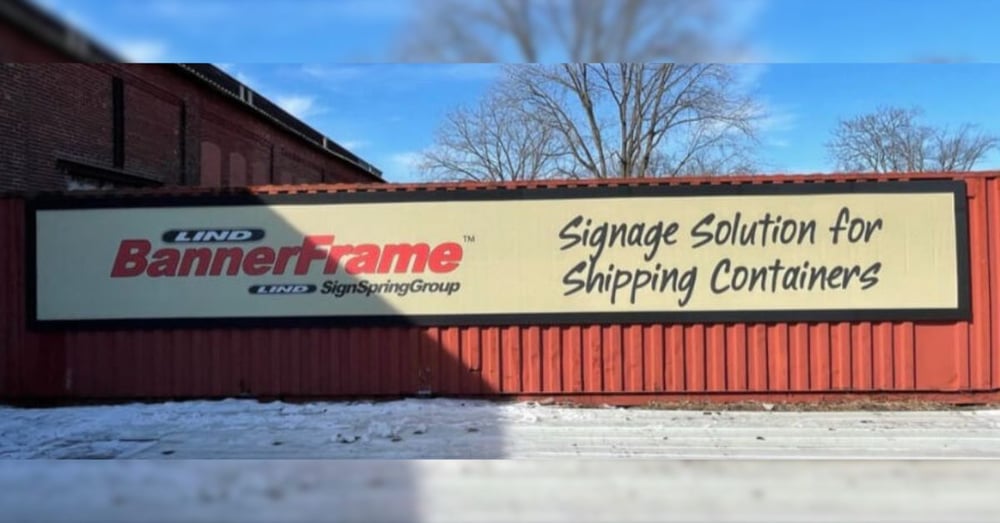 LIND
BannerFrame™
LIND SignSpringGroup
Signage Solution for
Shipping Containers